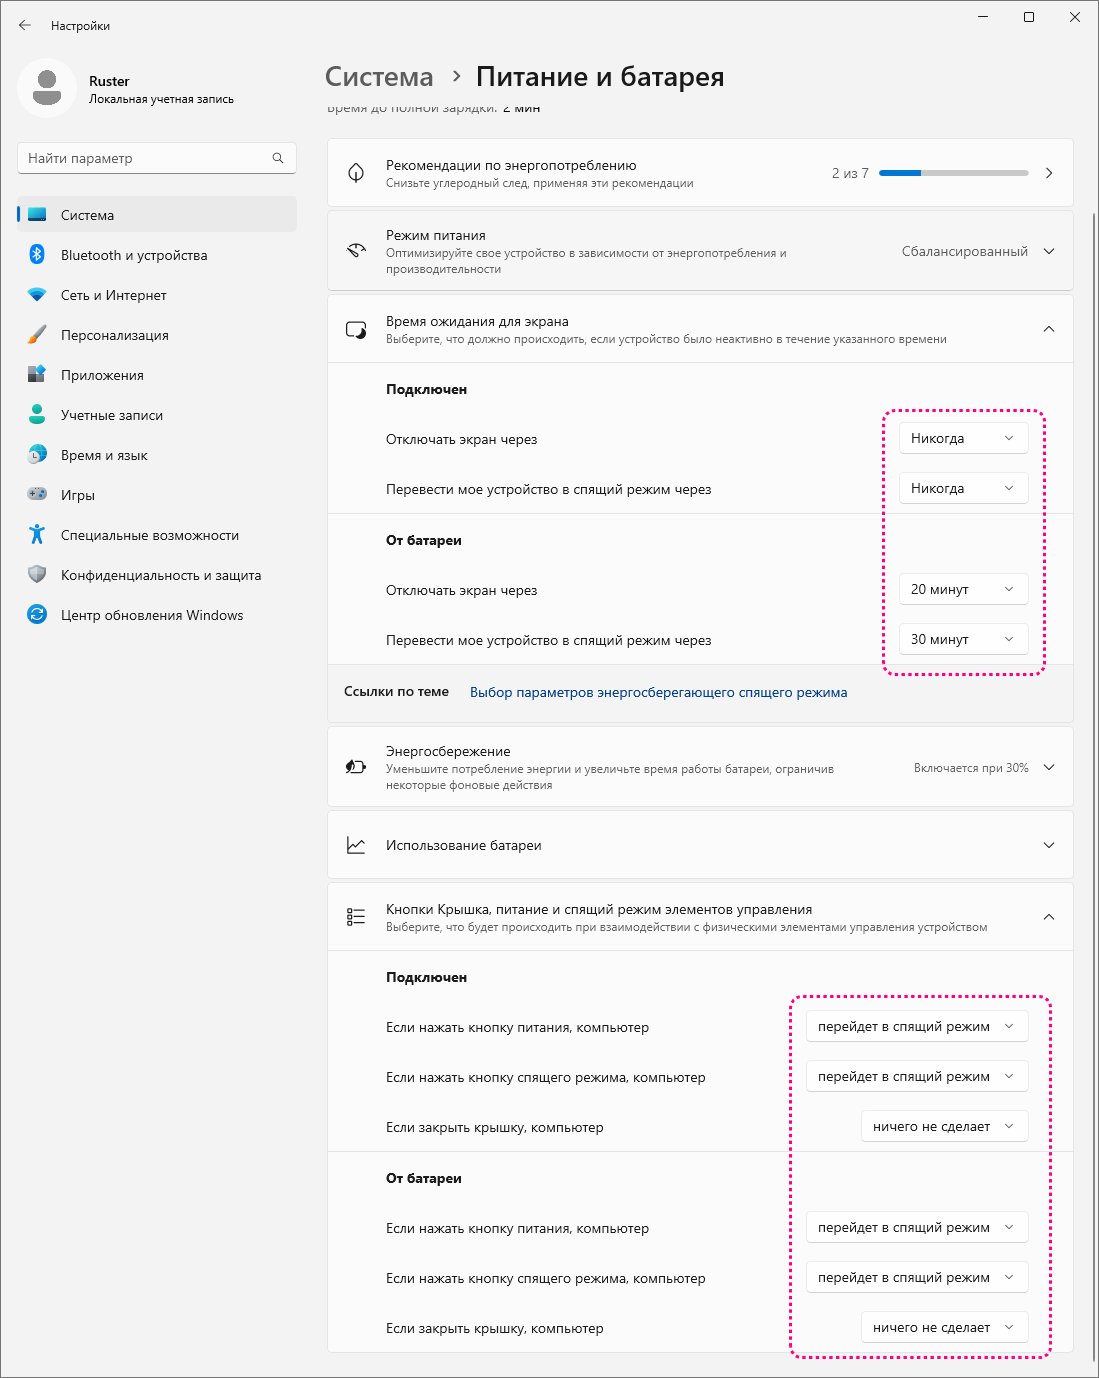 Настройки
Ruster
Локальная учетная запись
Найти параметр
Система
Bluetooth и устройства
Сеть и Интернет
Персонализация
Приложения
Учетные записи
Время и язык
Игры
Специальные возможности
Конфиденциальность и защита
Центр обновления Windows
Система > Питание и батарея
Время до полной зарядки: 2 мин
Рекомендации по энергопотреблению
Снизьте углеродный след, применяя эти рекомендации
2 из 7
Режим питания
Оптимизируйте свое устройство в зависимости от энергопотребления и
производительности
Сбалансированный
Время ожидания для экрана
Выберите, что должно происходить, если устройство было неактивно в течение указанного времени
Подключен
Отключать экран через
Никогда
Перевести мое устройство в спящий режим через
Никогда
От батареи
Отключать экран через
20 минут
Перевести мое устройство в спящий режим через
30 минут
Ссылки по теме
Выбор параметров энергосберегающего спящего режима
Энергосбережение
Уменьшите потребление энергии и увеличьте время работы батареи, ограничив
некоторые фоновые действия
Включается при 30%
Использование батареи
Кнопки Крышка, питание и спящий режим элементов управления
Выберите, что будет происходить при взаимодействии с физическими элементами управления устройством
Подключен
Если нажать кнопку питания, компьютер
перейдет в спящий режим
Если нажать кнопку спящего режима, компьютер
перейдет в спящий режим
Если закрыть крышку, компьютер
ничего не сделает
От батареи
Если нажать кнопку питания, компьютер
перейдет в спящий режим
Если нажать кнопку спящего режима, компьютер
перейдет в спящий режим
Если закрыть крышку, компьютер
ничего не сделает